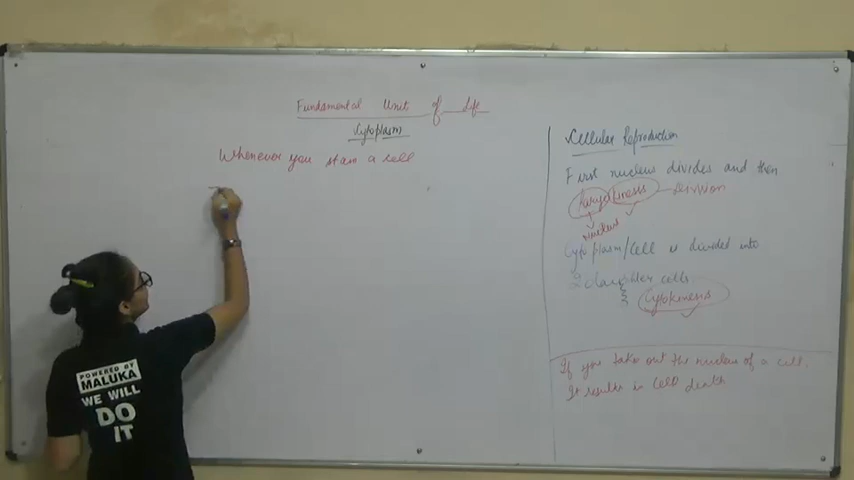 Fundamental Unit of Life
Cytoplasm
Whenever you stain a cell
Cellular Reproduction
First nucleus divides and then
Karyokinesis - Division
nucleus
Cytoplasm/Cell is divided into
2 daughter cells
Cytokinesis
If you take out the nucleus of a cell.
It results in Cell death
POWERED BY
MALUKA
WE WILL
DO
IT